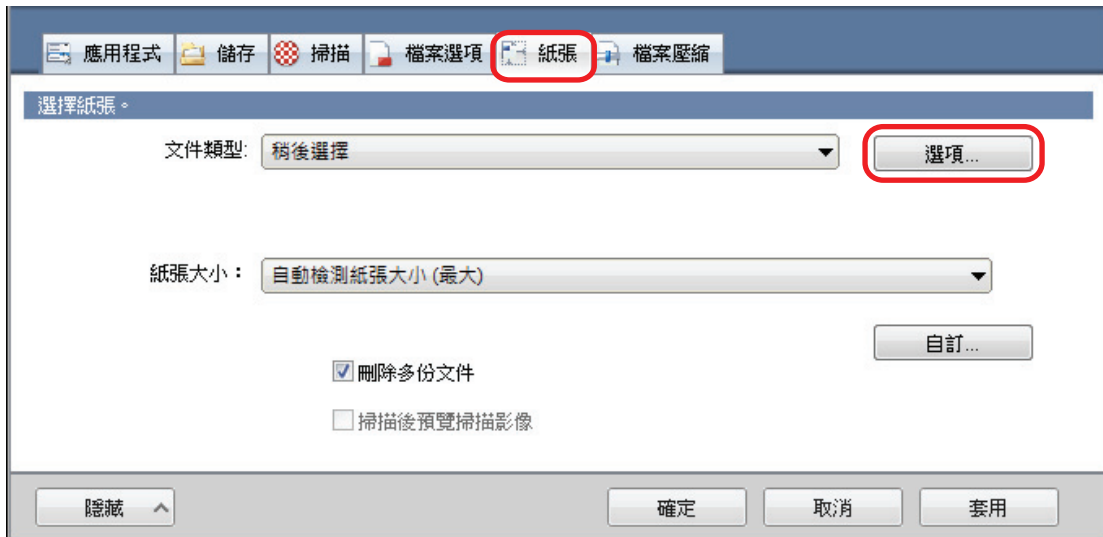 應用程式 儲存 掃描 檔案選項 紙張 檔案壓縮
選擇紙張。
文件類型: 稍後選擇 選項...
紙張大小： 自動檢測紙張大小 (最大)
自訂...
刪除多份文件
掃描後預覽掃描影像
隱藏 確定 取消 套用